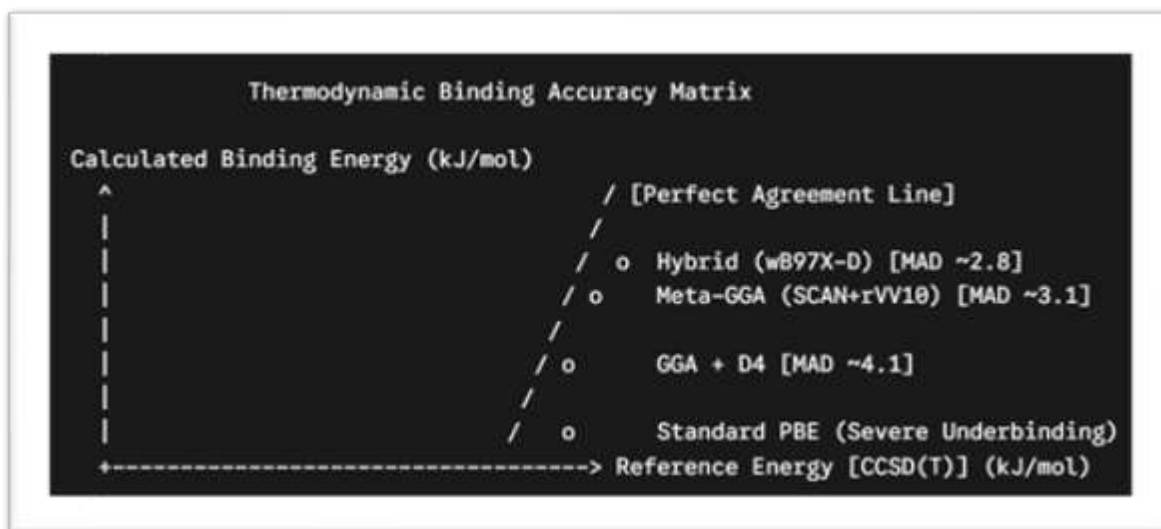 Thermodynamic Binding Accuracy Matrix
Calculated Binding Energy (kJ/mol)
^ / [Perfect Agreement Line]
| /
| / o Hybrid (wB97X-D) [MAD ~2.8]
| / o Meta-GGA (SCAN+rVV10) [MAD ~3.1]
| /
| / o GGA + D4 [MAD ~4.1]
| /
| / o Standard PBE (Severe Underbinding)
+------------------------------------> Reference Energy [CCSD(T)] (kJ/mol)